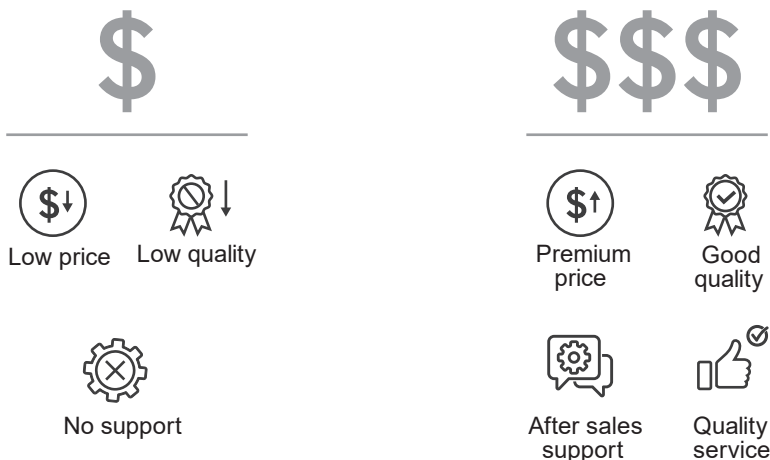 $
$$$
$
Low price
Low quality
No support
$
Premium
price
Good
quality
After sales
support
Quality
service